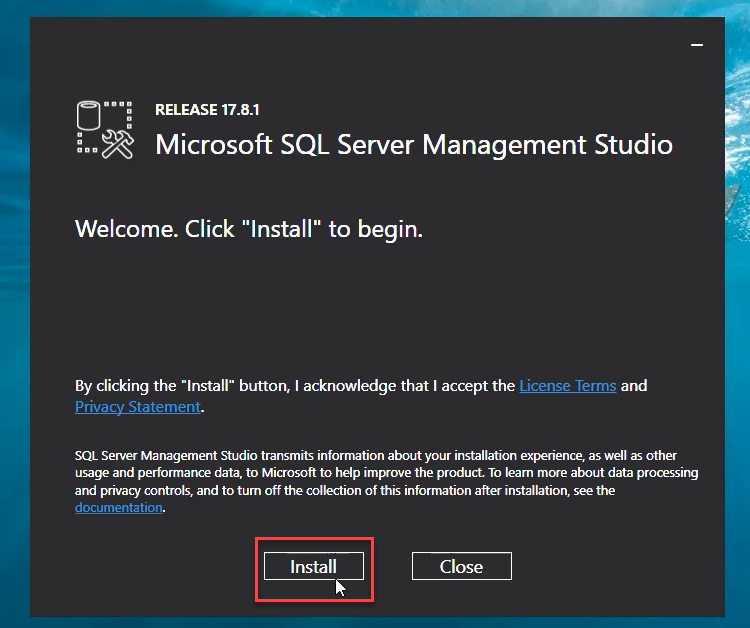 RELEASE 17.8.1
Microsoft SQL Server Management Studio
Welcome. Click "Install" to begin.
By clicking the "Install" button, I acknowledge that I accept the License Terms and
Privacy Statement.
SQL Server Management Studio transmits information about your installation experience, as well as other
usage and performance data, to Microsoft to help improve the product. To learn more about data processing
and privacy controls, and to turn off the collection of this information after installation, see the
documentation.
Install
Close